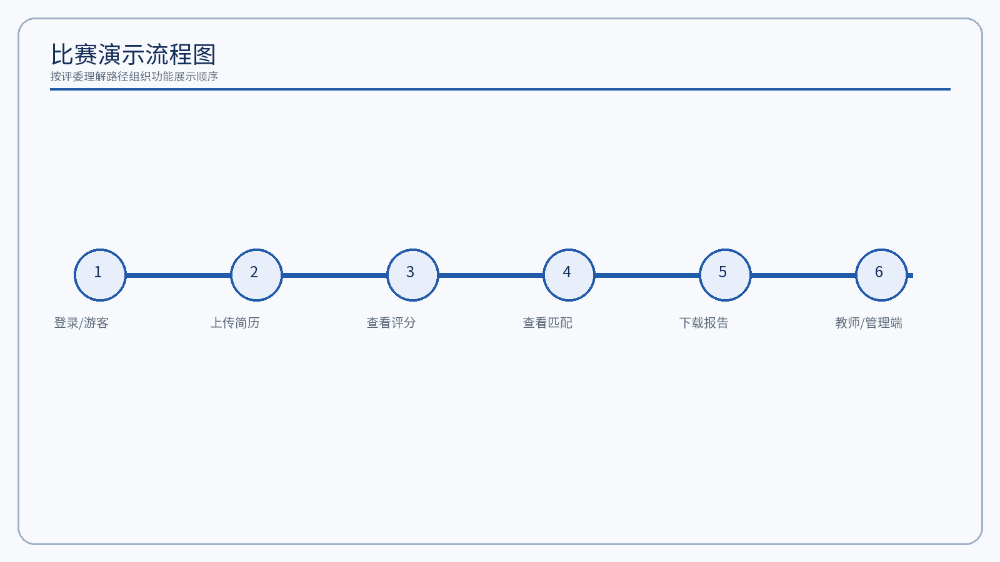 比赛演示流程图
按评委理解路径组织功能展示顺序
1
2
3
4
5
6
登录/游客
上传简历
查看评分
查看匹配
下载报告
教师/管理端